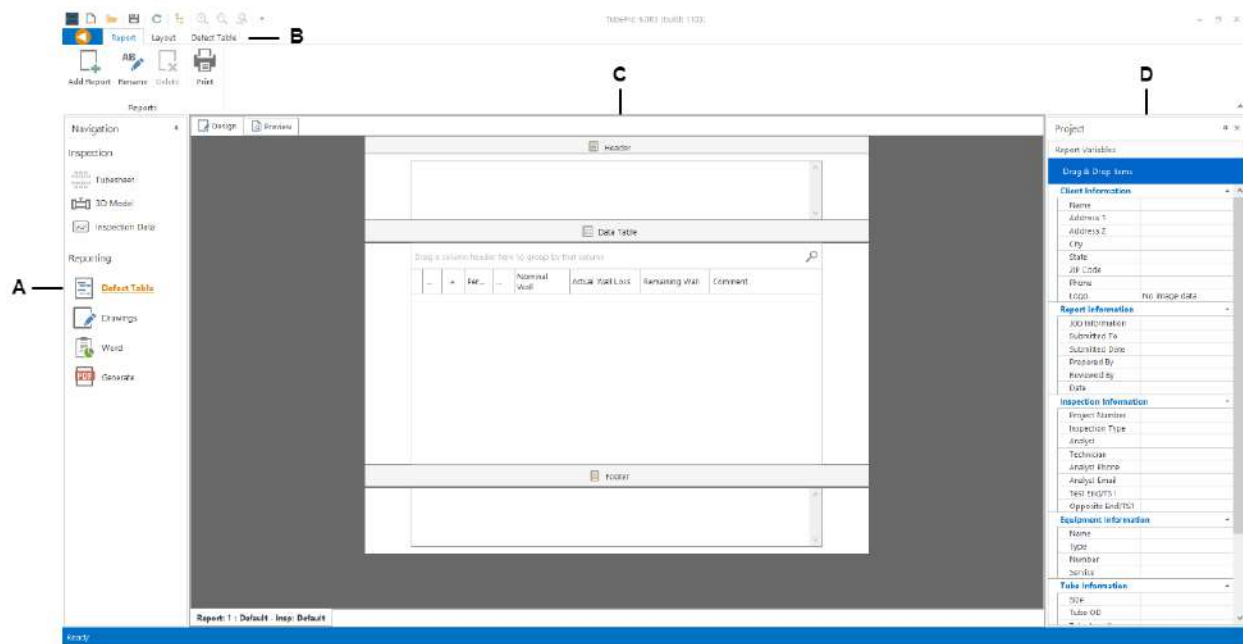 B
Report Layout Defect Table
Add Report Rename Delete Print
Reports
C
D
Navigation
Inspection
Tubesheet
3D Model
Inspection Data
Reporting
A
Defect Table
Drawings
Word
Generate
Design Preview
Header
Data Table
Drag a column header here to group by that column
... Per... ... Nominal Wall Actual Wall Loss Remaining Wall Comment
Footer
Report: 1 : Default - Insp: Default
Project
Report Variables
Drag & Drop Items
Client Information
Name
Address 1
Address 2
City
State
ZIP Code
Phone
Logo No image data
Report Information
Job Information
Submitted To
Submitted Date
Prepared By
Reviewed By
Date
Inspection Information
Project Number
Inspection Type
Analyst
Technician
Analyst Phone
Analyst Email
Test End/TS1
Opposite End/TS1
Equipment Information
Name
Type
Number
Service
Tube Information
Size
Tube OD
Ready